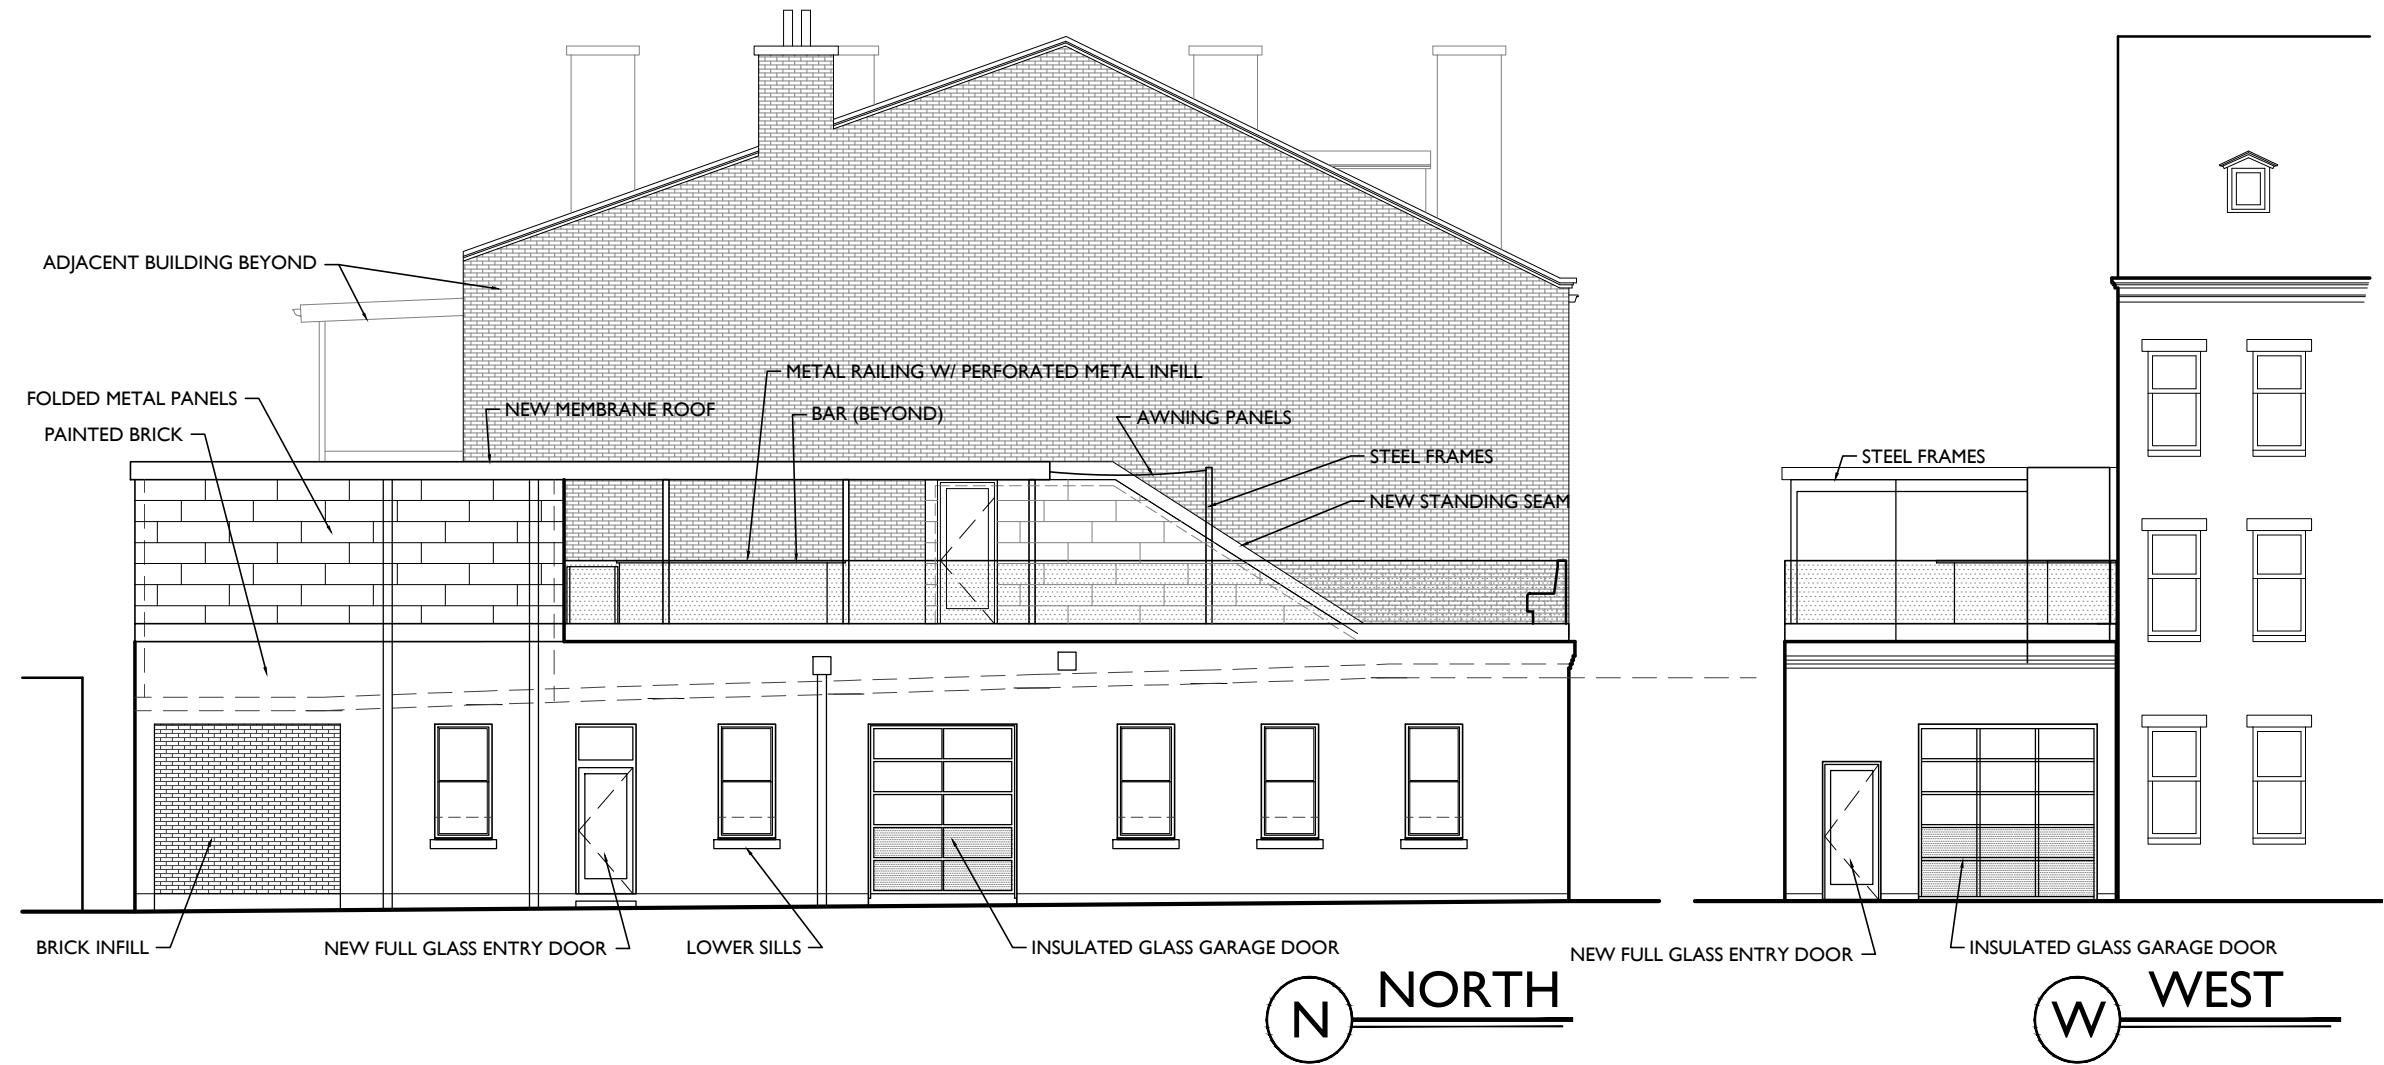 ADJACENT BUILDING BEYOND
METAL RAILING W/ PERFORATED METAL INFILL
FOLDED METAL PANELS
NEW MEMBRANE ROOF
BAR (BEYOND)
AWNING PANELS
PAINTED BRICK
STEEL FRAMES
STEEL FRAMES
NEW STANDING SEAM
BRICK INFILL
NEW FULL GLASS ENTRY DOOR
LOWER SILLS
INSULATED GLASS GARAGE DOOR
NEW FULL GLASS ENTRY DOOR
INSULATED GLASS GARAGE DOOR
N NORTH
W WEST